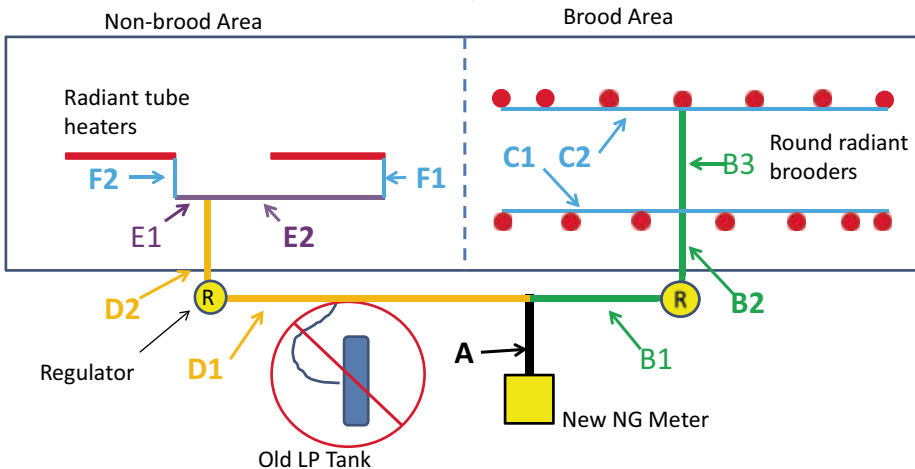 Non-brood Area
Brood Area
Radiant tube
heaters
F2
F1
C1
C2
B3
Round radiant
brooders
E1
E2
D2
R
R
B2
Regulator
D1
A
B1
New NG Meter
Old LP Tank